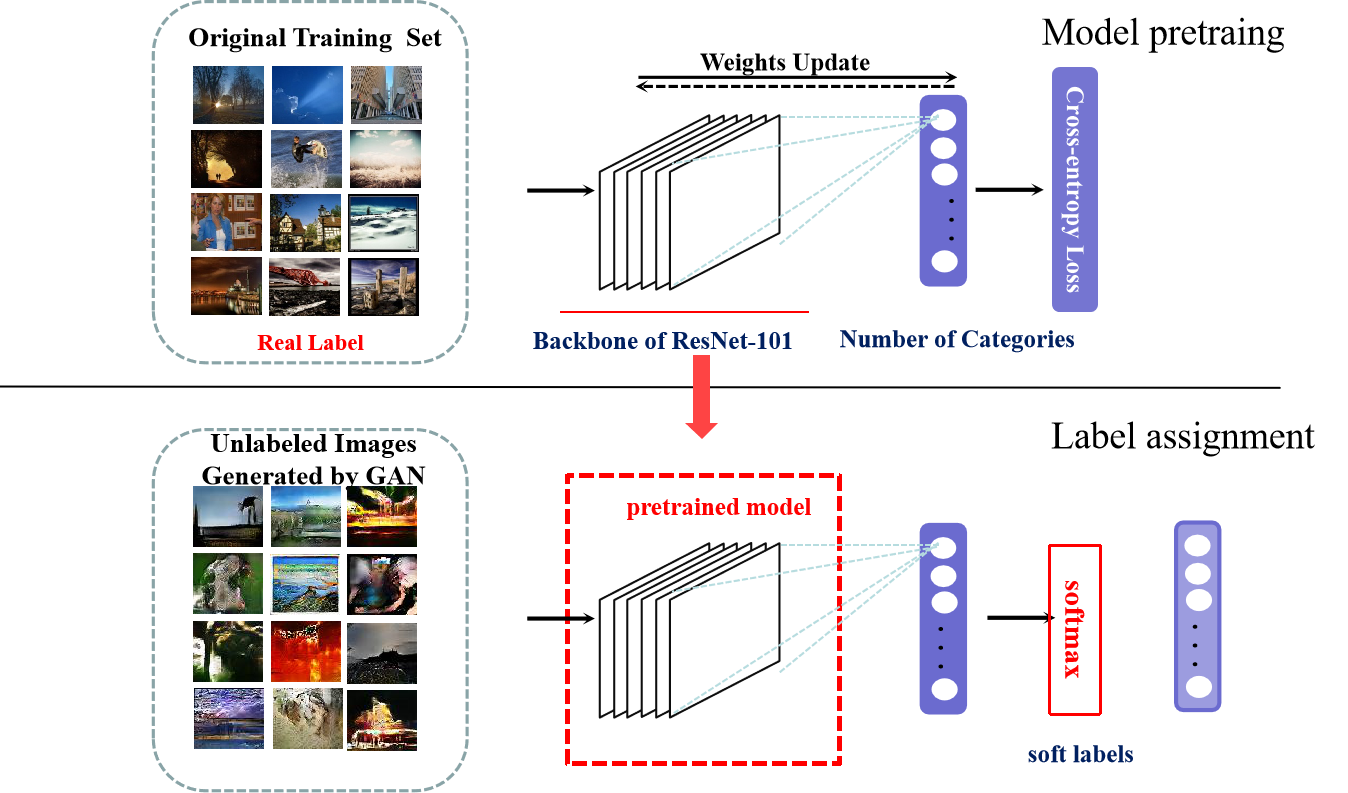 Original Training Set
Model pretraing
Weights Update
Cross-entropy Loss
Real Label
Backbone of ResNet-101
Number of Categories
Unlabeled Images
Generated by GAN
Label assignment
pretrained model
softmax
soft labels